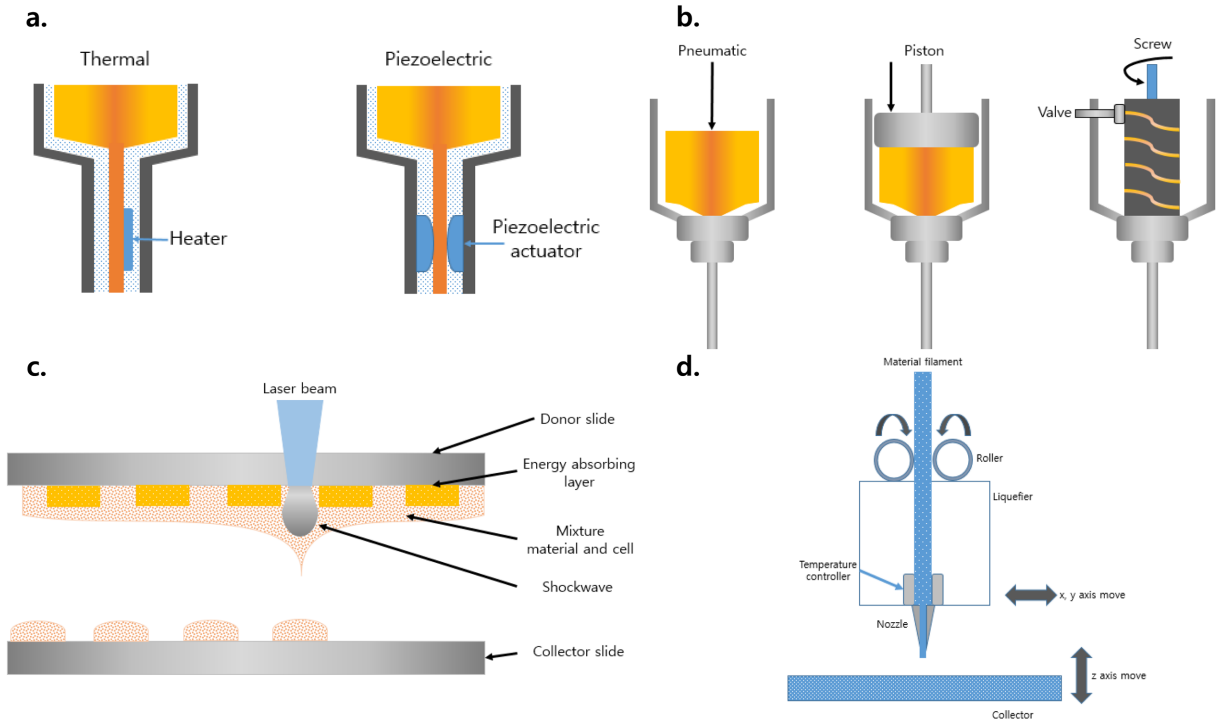 a.
Thermal
Piezoelectric
Heater
Piezoelectric
actuator
b.
Pneumatic
Piston
Screw
Valve
c.
Laser beam
Donor slide
Energy absorbing
layer
Mixture
material and cell
Shockwave
Collector slide
d.
Material filament
Roller
Liquefier
Temperature
controller
x, y axis move
Nozzle
z axis move
Collector